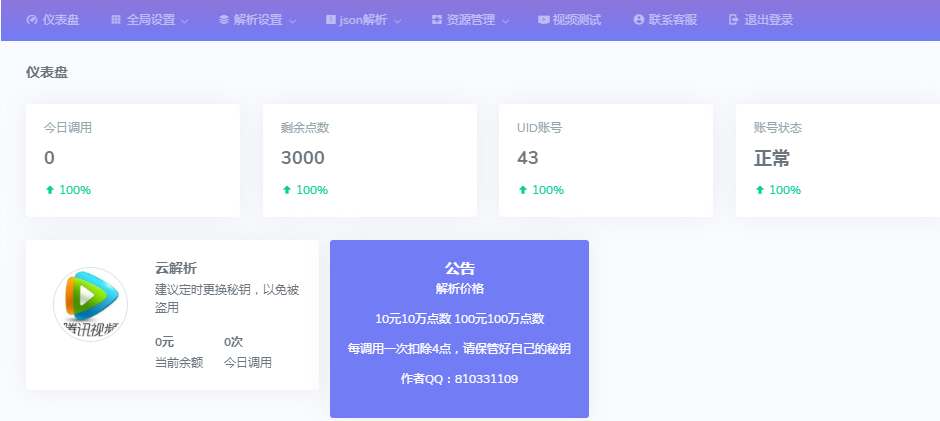 仪表盘 全局设置 解析设置 json解析 资源管理 视频测试 联系客服 退出登录
仪表盘
今日调用 剩余点数 UID账号 账号状态
0 3000 43 正常
100% 100% 100% 100%
云解析
建议定时更换秘钥，以免被
盗用
0元 0次
当前余额 今日调用
腾讯视频
公告
解析价格
10元10万点数 100元100万点数
每调用一次扣除4点，请保管好自己的秘钥
作者QQ：810331109